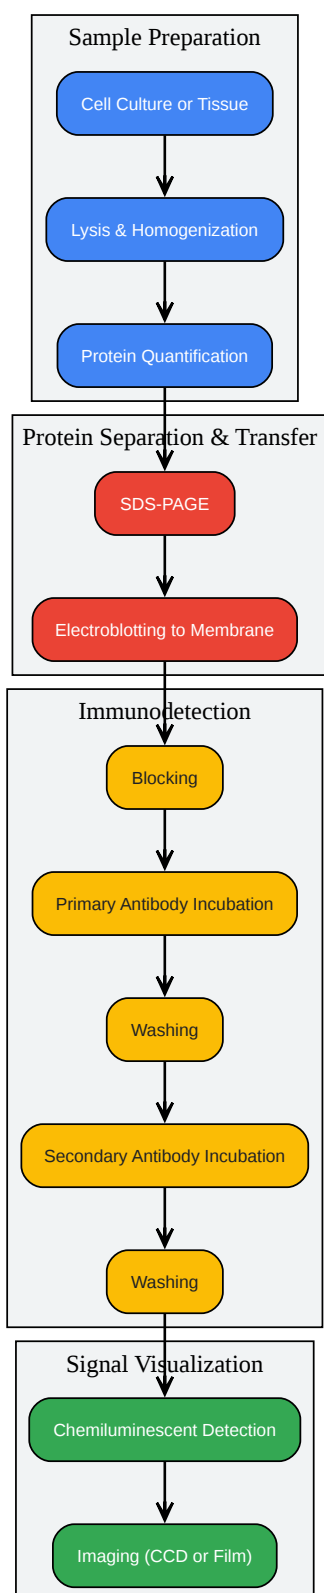 Sample Preparation
Cell Culture or Tissue
Lysis & Homogenization
Protein Quantification
Protein Separation & Transfer
SDS-PAGE
Electroblotting to Membrane
Immunodetection
Blocking
Primary Antibody Incubation
Washing
Secondary Antibody Incubation
Washing
Signal Visualization
Chemiluminescent Detection
Imaging (CCD or Film)